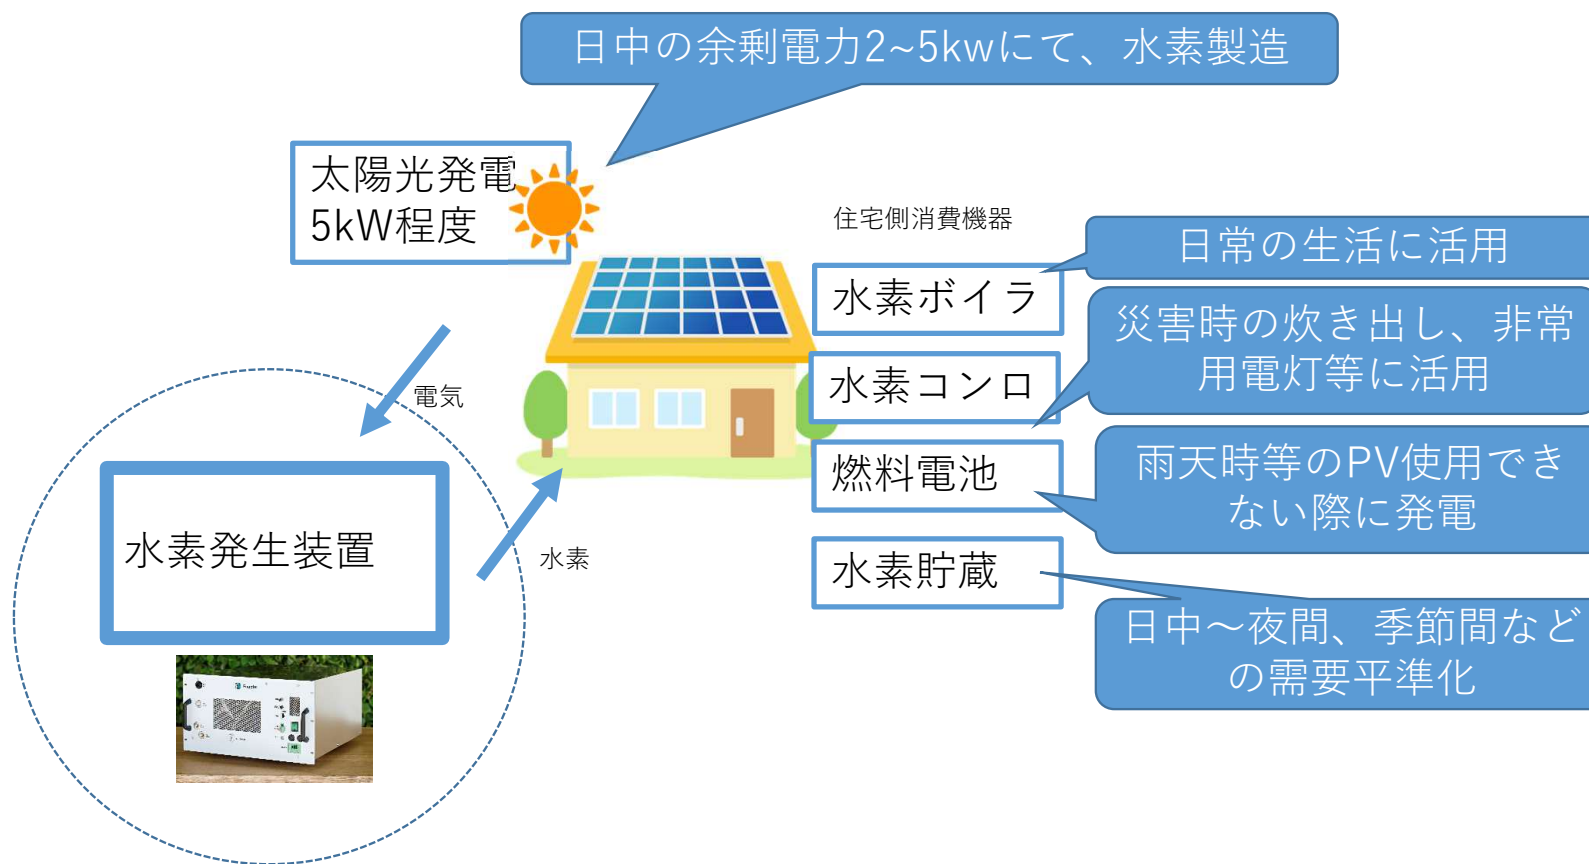 日中の余剰電力2~5kwにて、水素製造
太陽光発電
5kW程度
住宅側消費機器
水素ボイラ
日常の生活に活用
水素コンロ
災害時の炊き出し、非常
用電灯等に活用
燃料電池
雨天時等のPV使用でき
ない際に発電
水素貯蔵
日中～夜間、季節間など
の需要平準化
電気
水素
水素発生装置